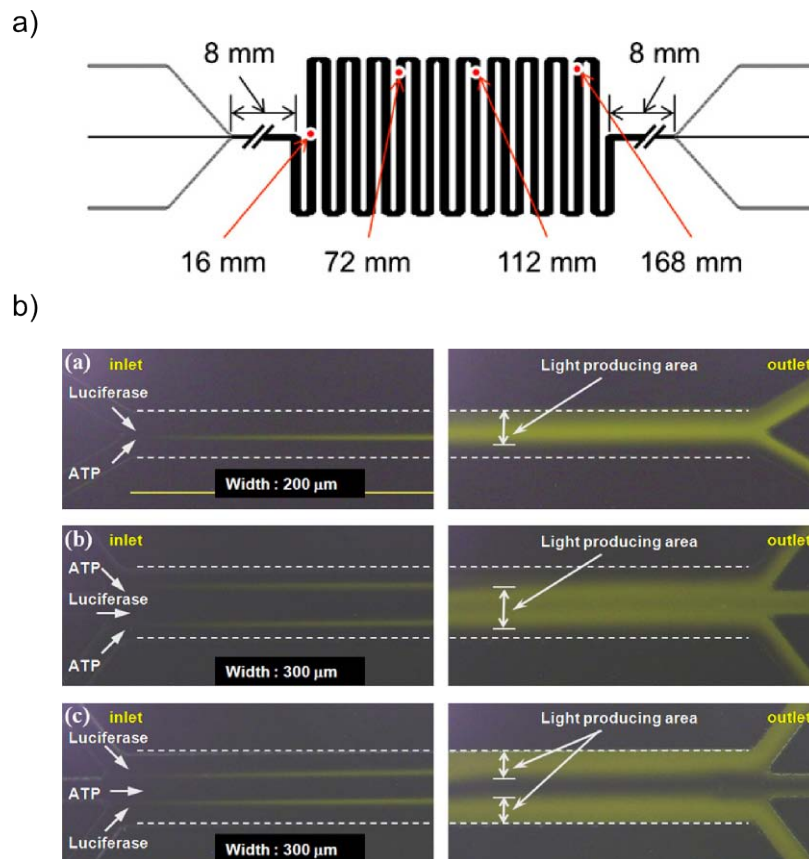 a)
8 mm
8 mm
16 mm
72 mm
112 mm
168 mm
b)
(a)
inlet
Luciferase
ATP
Width : 200 μm
Light producing area
outlet
(b)
inlet
ATP
Luciferase
ATP
Width : 300 μm
Light producing area
outlet
(c)
inlet
Luciferase
ATP
Luciferase
Width : 300 μm
Light producing area
outlet